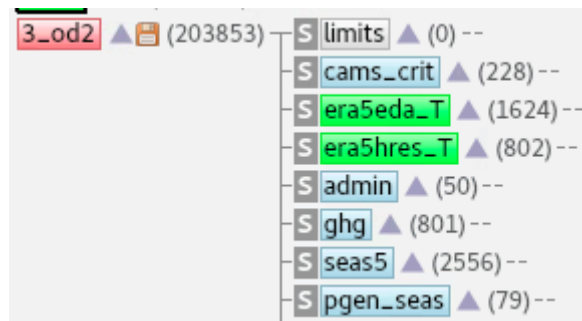 3_od2 (203853) S limits (0) --
S cams_crit (228) --
S era5eda_T (1624) --
S era5hres_T (802) --
S admin (50) --
S ghg (801) --
S seas5 (2556) --
S pgen_seas (79) --